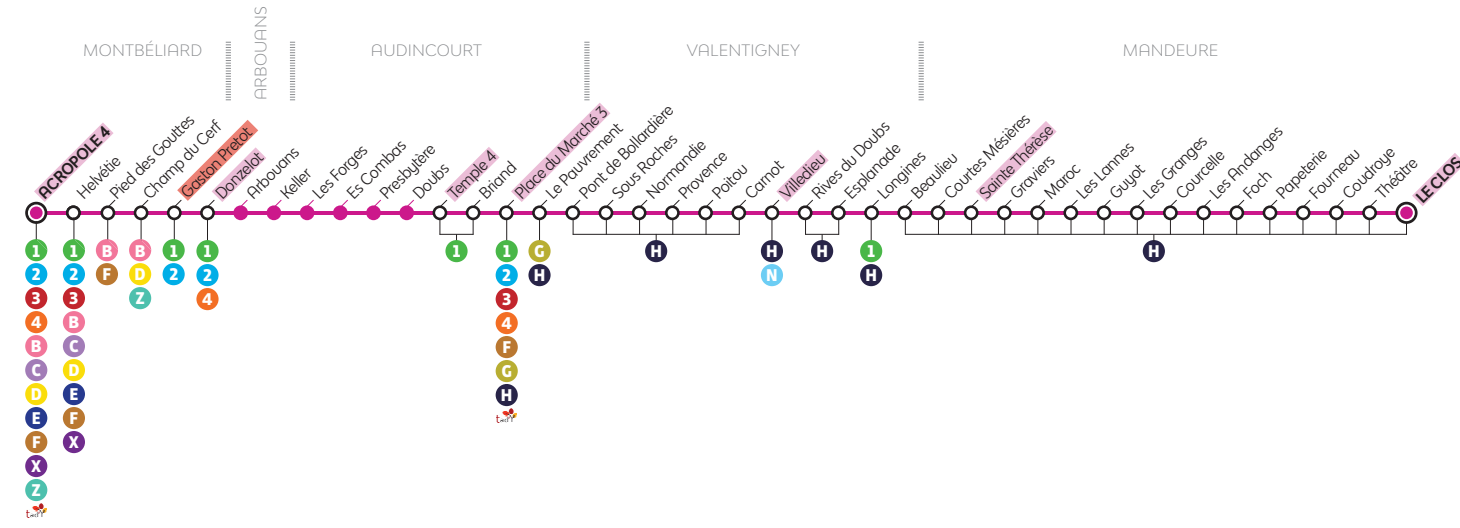 MONTBÉLIARD
ARBOUANS
AUDINCOURT
VALENTIGNEY
MANDEURE
ACROPOLE 4
Helvétie
Pied des Gouttes
Champ du Cerf
Gaston Pretot
Donzelot
Arbouans
Keller
Les Forges
Es Combas
Presbytère
Doubs
Temple 4
Briand
Place du Marché 3
Le Pauvrement
Pont de Bollardière
Sous Roches
Normandie
Provence
Poitou
Carnot
Villedieu
Rives du Doubs
Esplanade
Longines
Beaulieu
Courtes Mésières
Sainte Thérèse
Graviers
Maroc
Les Lannes
Guyot
Les Granges
Courcelle
Les Andanges
Foch
Papeterie
Fourneau
Coudroye
Théâtre
LE CLOS
1
2
3
4
B
C
D
E
F
X
Z
1
2
3
B
C
D
E
F
X
B
F
B
D
Z
1
2
1
2
4
1
1
2
3
4
F
G
H
G
H
H
H
N
H
1
H
H